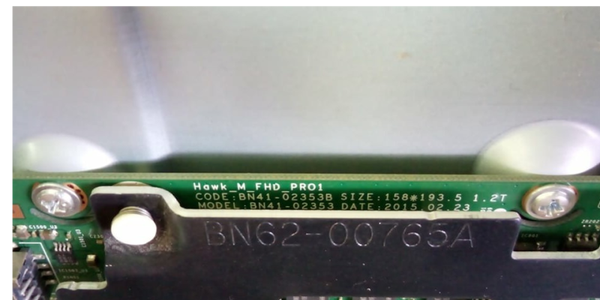 Hawk_M_FHD_PRO1
CODE:BN41-02353B SIZE:158@193.5 1.2T
MODEL:BN41-02353 DATE:2015.02.23
BN62-00765A